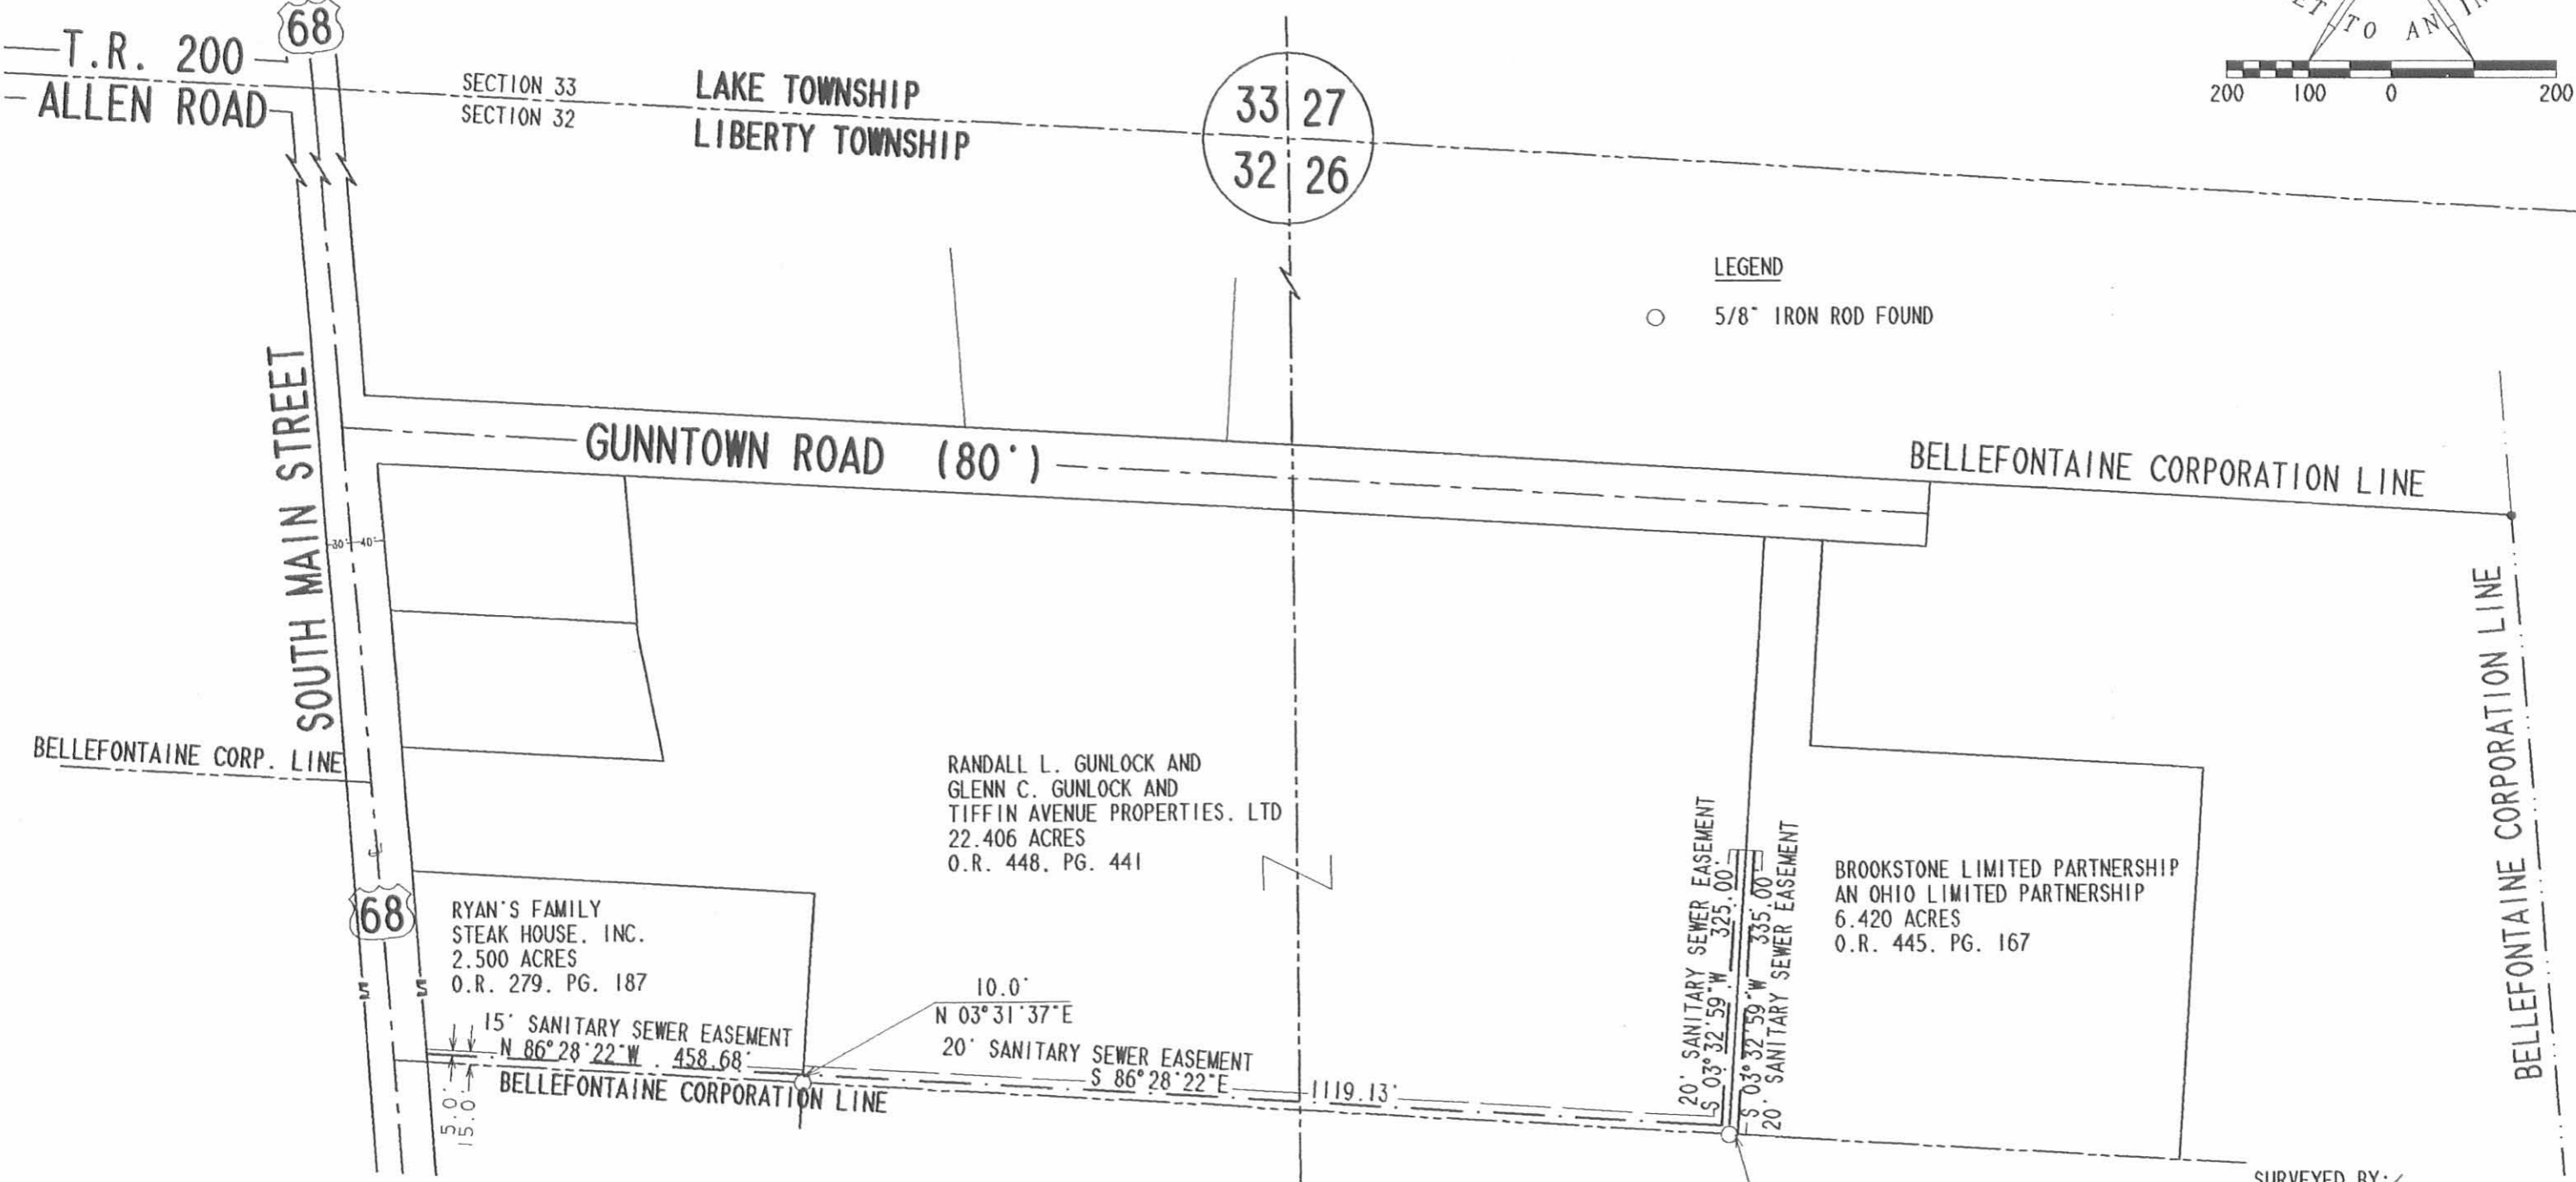 68
T.R. 200
ALLEN ROAD
SECTION 33
SECTION 32
LAKE TOWNSHIP
LIBERTY TOWNSHIP
33 27
32 26
TO AN
200 100 0 200
LEGEND
5/8" IRON ROD FOUND
SOUTH MAIN STREET
GUNNTOWN ROAD (80')
BELLEFONTAINE CORPORATION LINE
30' 40'
BELLEFONTAINE CORP. LINE
BELLEFONTAINE CORPORATION LINE
RANDALL L. GUNLOCK AND
GLENN C. GUNLOCK AND
TIFFIN AVENUE PROPERTIES, LTD
22.406 ACRES
O.R. 448, PG. 441
68
RYAN'S FAMILY
STEAK HOUSE, INC.
2.500 ACRES
O.R. 279, PG. 187
20' SANITARY SEWER EASEMENT
S 03°32'59"W 325.00'
S 03°32'59"W 335.00'
20' SANITARY SEWER EASEMENT
BROOKSTONE LIMITED PARTNERSHIP
AN OHIO LIMITED PARTNERSHIP
6.420 ACRES
O.R. 445, PG. 167
10.0'
N 03°31'37"E
15' SANITARY SEWER EASEMENT
N 86°28'22"W 458.68'
BELLEFONTAINE CORPORATION LINE
5.0'
15.0'
20' SANITARY SEWER EASEMENT
S 86°28'22"E 1119.13'
SURVEYED BY: